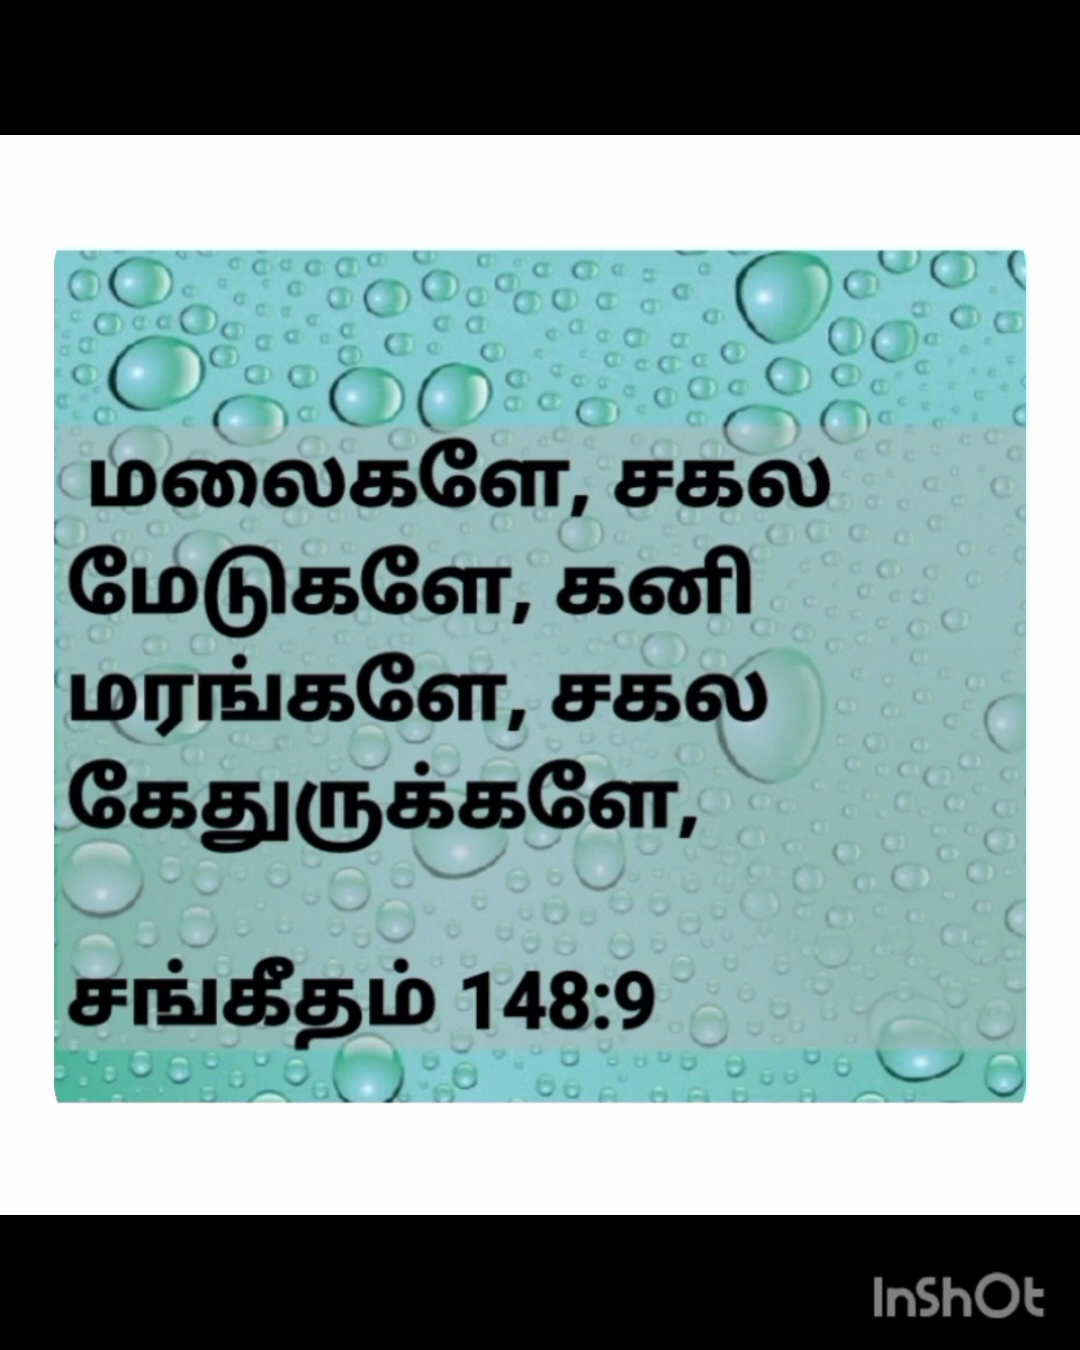 மலைகளே, சகல
மேடுகளே, கனி
மரங்களே, சகல
கேதுருக்களே,
சங்கீதம் 148:9
InShOt